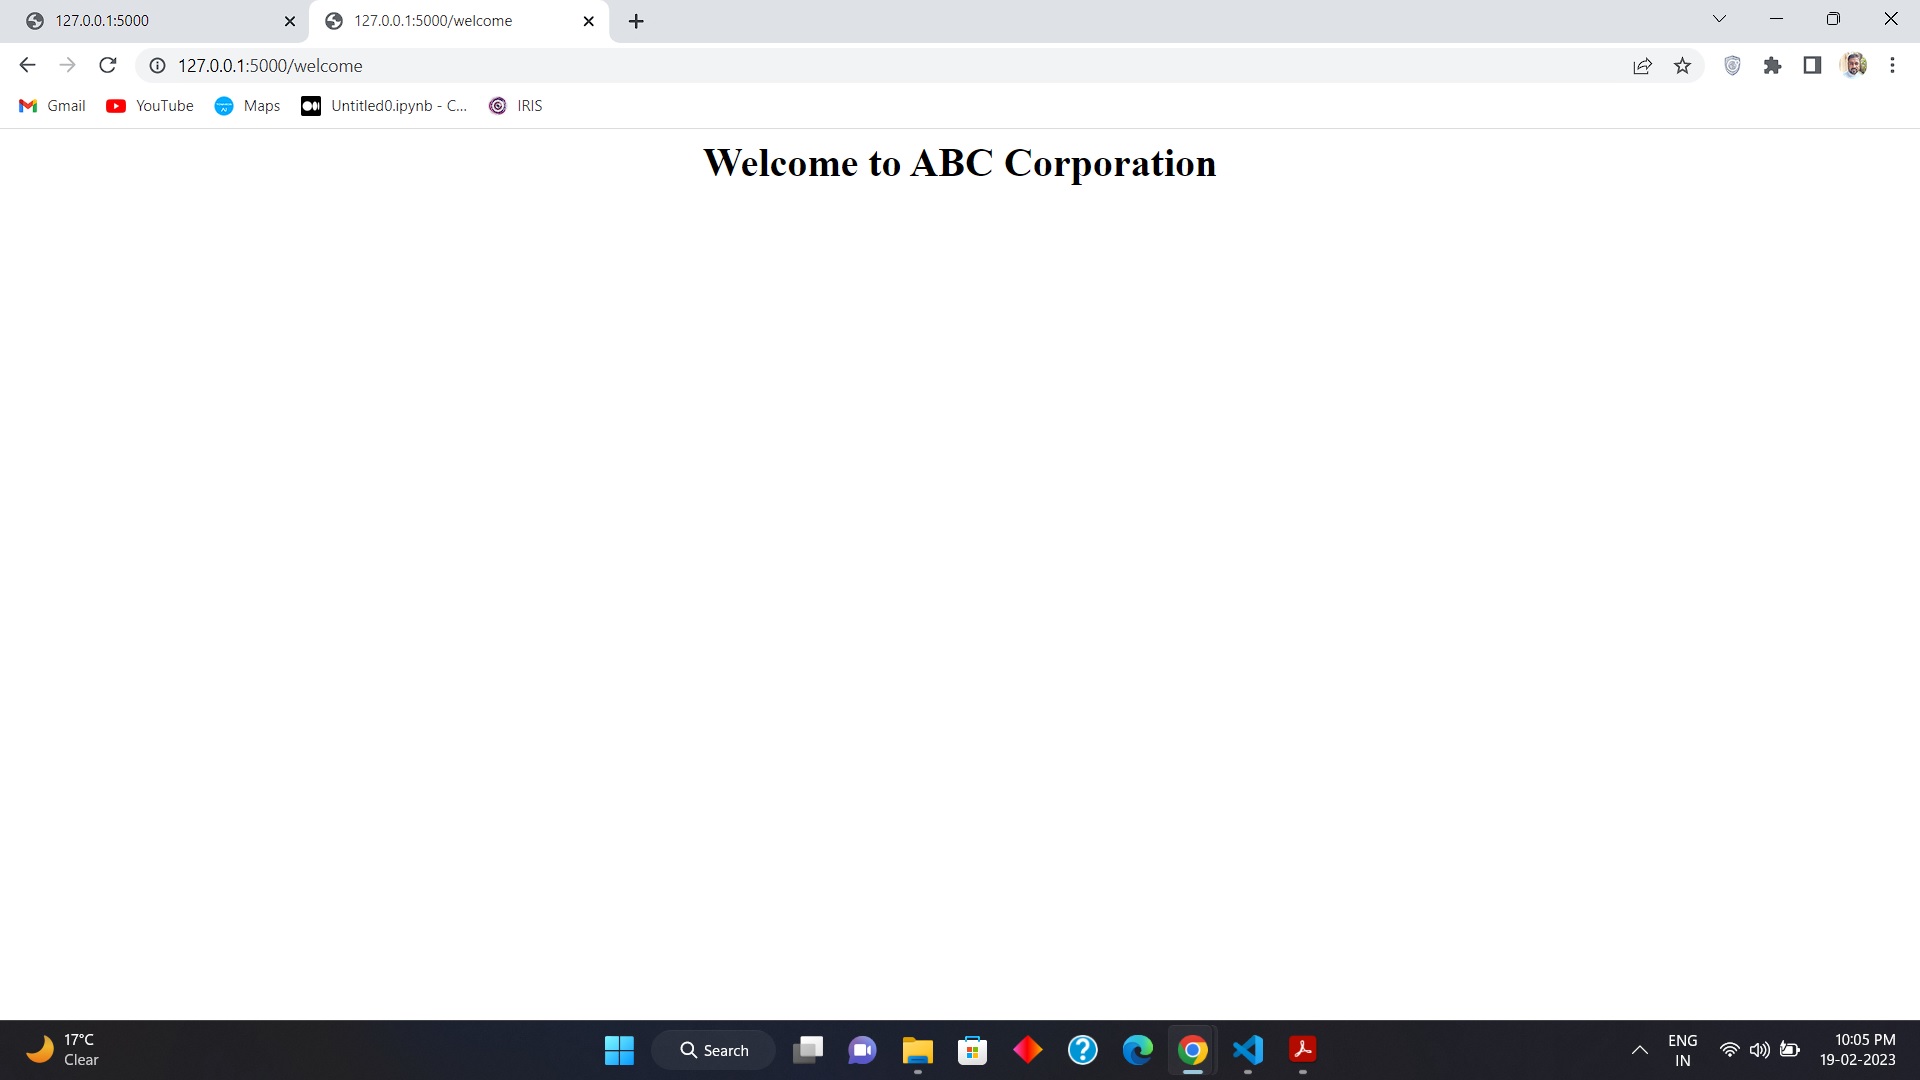 127.0.0.1:5000
127.0.0.1:5000/welcome
127.0.0.1:5000/welcome
Gmail
YouTube
Maps
Untitled0.ipynb - C...
IRIS
Welcome to ABC Corporation
17°C
Clear
Search
ENG
IN
10:05 PM
19-02-2023